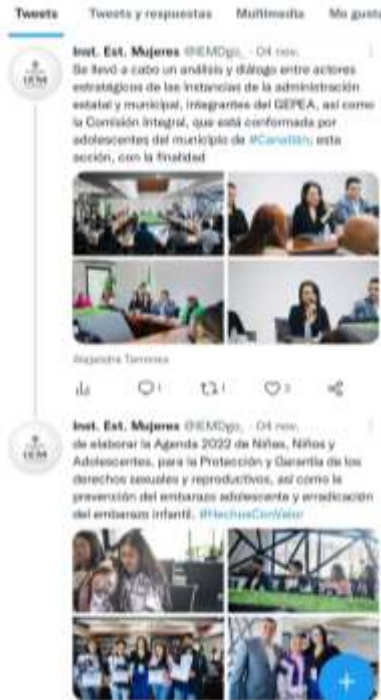 Tweets Tweets y respuestas Multimedia Me gusta
Inst. Est. Mujeres @IEMDgo_ · 04 nov.
Se llevó a cabo un análisis y diálogo entre actores
estratégicos de las instancias de la administración
estatal y municipal, integrantes del GEPEA, así como
la Comisión Integral, que está conformada por
adolescentes del municipio de #Canatlán; esta
acción, con la finalidad
IEM
Alejandra Terrones
1 1 3
Inst. Est. Mujeres @IEMDgo_ · 04 nov.
de elaborar la Agenda 2022 de Niñas, Niños y
Adolescentes, para la Protección y Garantía de los
derechos sexuales y reproductivos, así como la
prevención del embarazo adolescente y erradicación
del embarazo infantil. #HechosConValor
IEM